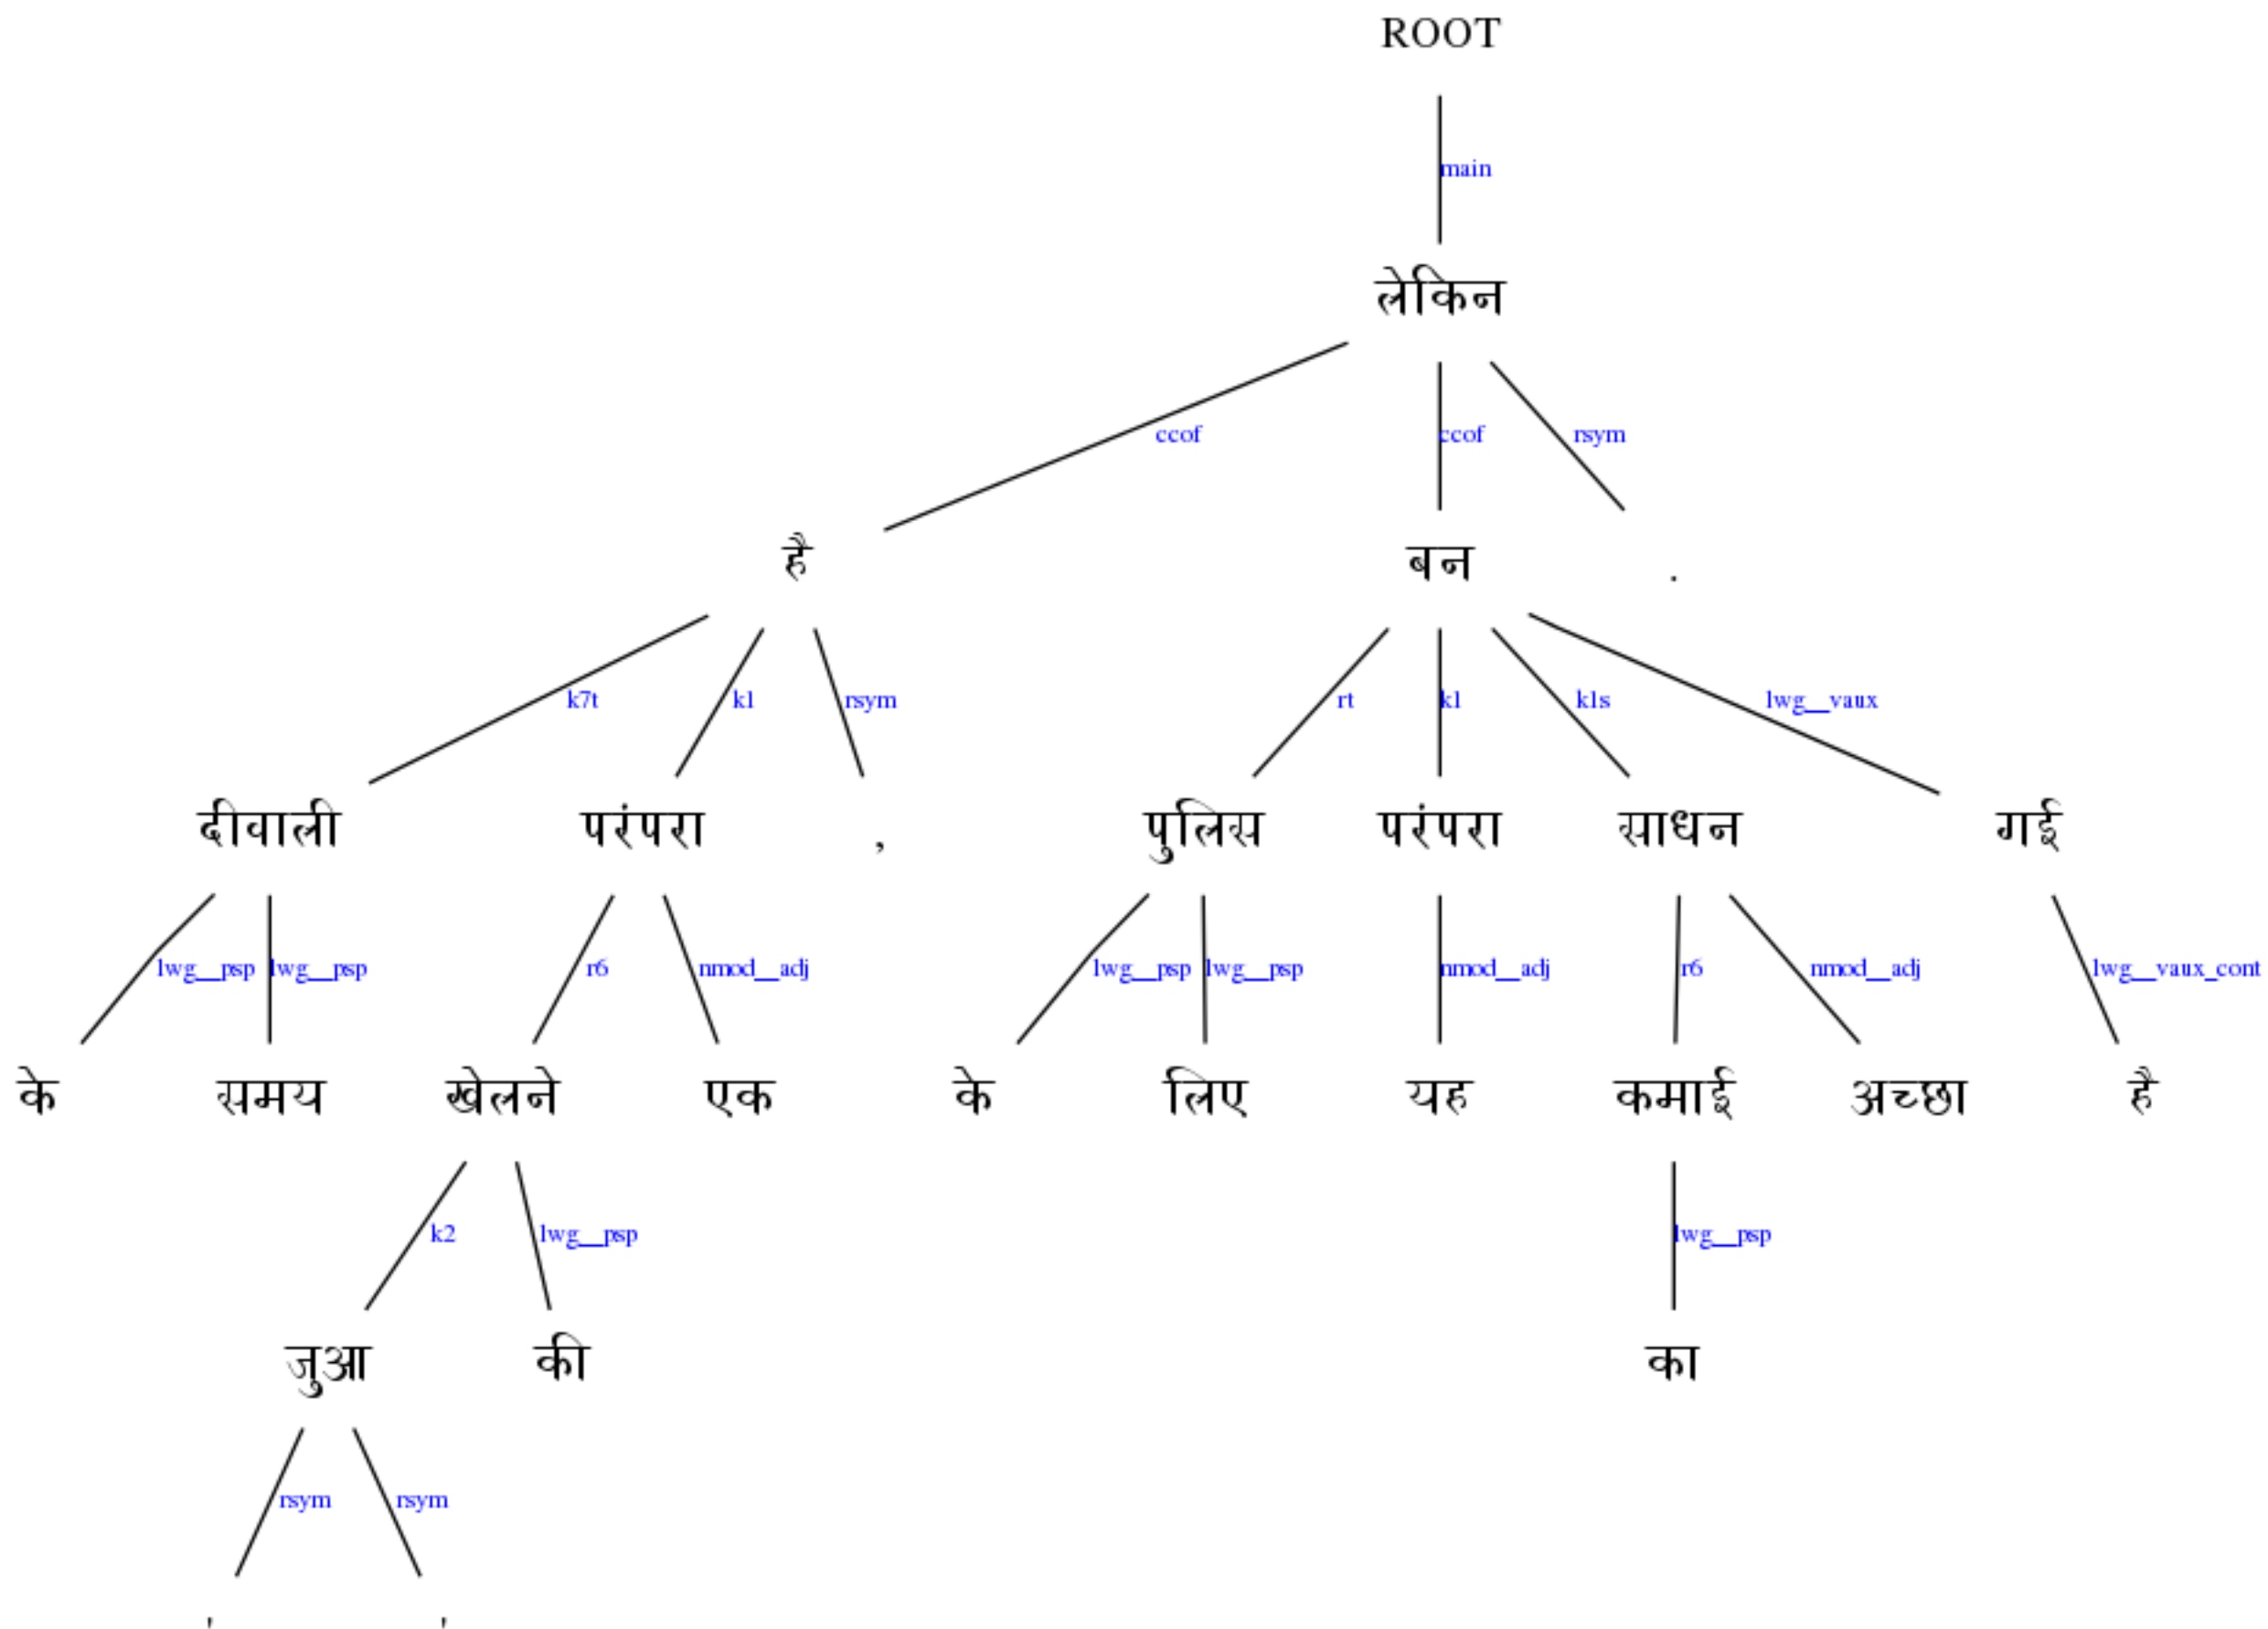 ROOT
main
लेकिन
ccof ccof rsym
है बन .
k7t k1 rsym rt k1 k1s lwg__vaux
दीवाली परंपरा , पुलिस परंपरा साधन गई
lwg__psp lwg__psp r6 nmod__adj lwg__psp lwg__psp nmod__adj r6 nmod__adj lwg__vaux_cont
के समय खेलने एक के लिए यह कमाई अच्छा है
k2 lwg__psp lwg__psp
जुआ की का
rsym rsym
' '